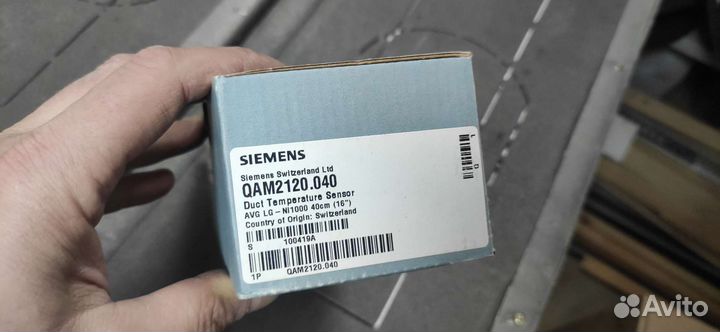 SIEMENS
Siemens Switzerland Ltd
QAM2120.040
Duct Temperature Sensor
AVG LG - Ni1000 40cm (16")
Country of Origin: Switzerland
S 100419A
1P QAM2120.040
L D
Avito